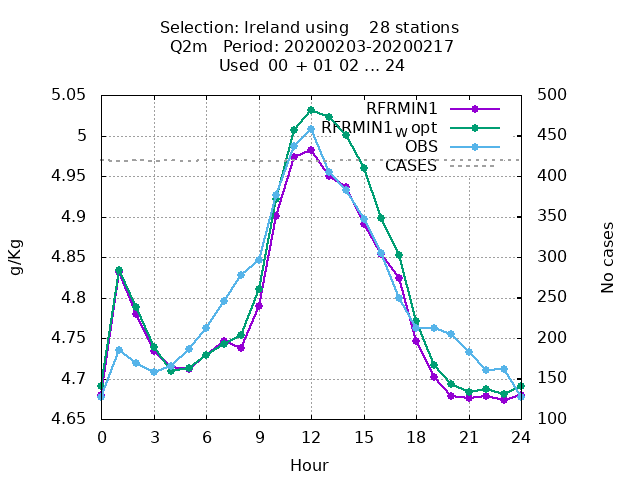 Selection: Ireland using 28 stations
Q2m Period: 20200203-20200217
Used 00 + 01 02 ... 24
5.05
5
4.95
4.9
4.85
4.8
4.75
4.7
4.65
500
450
400
350
300
250
200
150
100
g/Kg
No cases
RFRMIN1
RFRMIN1W opt
OBS
CASES
0 3 6 9 12 15 18 21 24
Hour